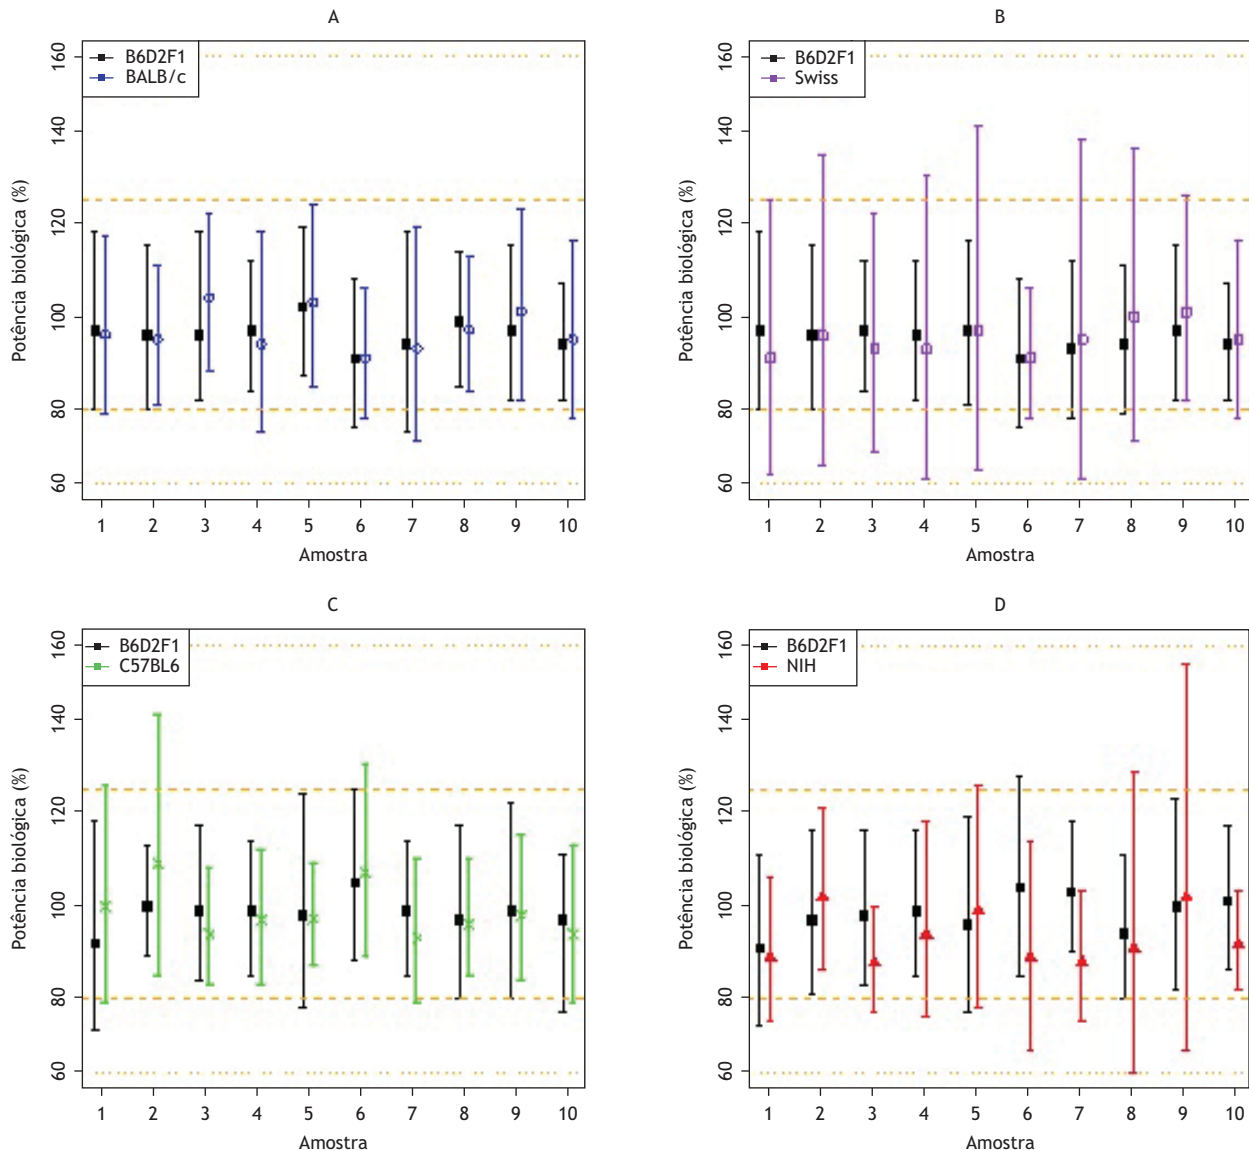 A
B6D2F1
BALB/c
Potência biológica (%)
160
140
120
100
80
60
1 2 3 4 5 6 7 8 9 10
Amostra
B
B6D2F1
Swiss
Potência biológica (%)
160
140
120
100
80
60
1 2 3 4 5 6 7 8 9 10
Amostra
C
B6D2F1
C57BL6
Potência biológica (%)
160
140
120
100
80
60
1 2 3 4 5 6 7 8 9 10
Amostra
D
B6D2F1
NIH
Potência biológica (%)
160
140
120
100
80
60
1 2 3 4 5 6 7 8 9 10
Amostra